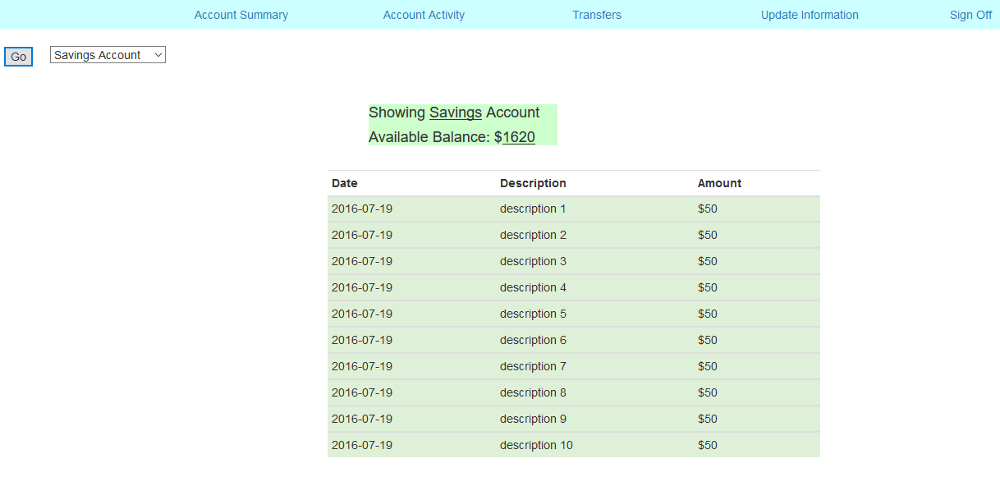 Account Summary Account Activity Transfers Update Information Sign Off
Go Savings Account
Showing Savings Account
Available Balance: $1620
Date Description Amount
2016-07-19 description 1 $50
2016-07-19 description 2 $50
2016-07-19 description 3 $50
2016-07-19 description 4 $50
2016-07-19 description 5 $50
2016-07-19 description 6 $50
2016-07-19 description 7 $50
2016-07-19 description 8 $50
2016-07-19 description 9 $50
2016-07-19 description 10 $50